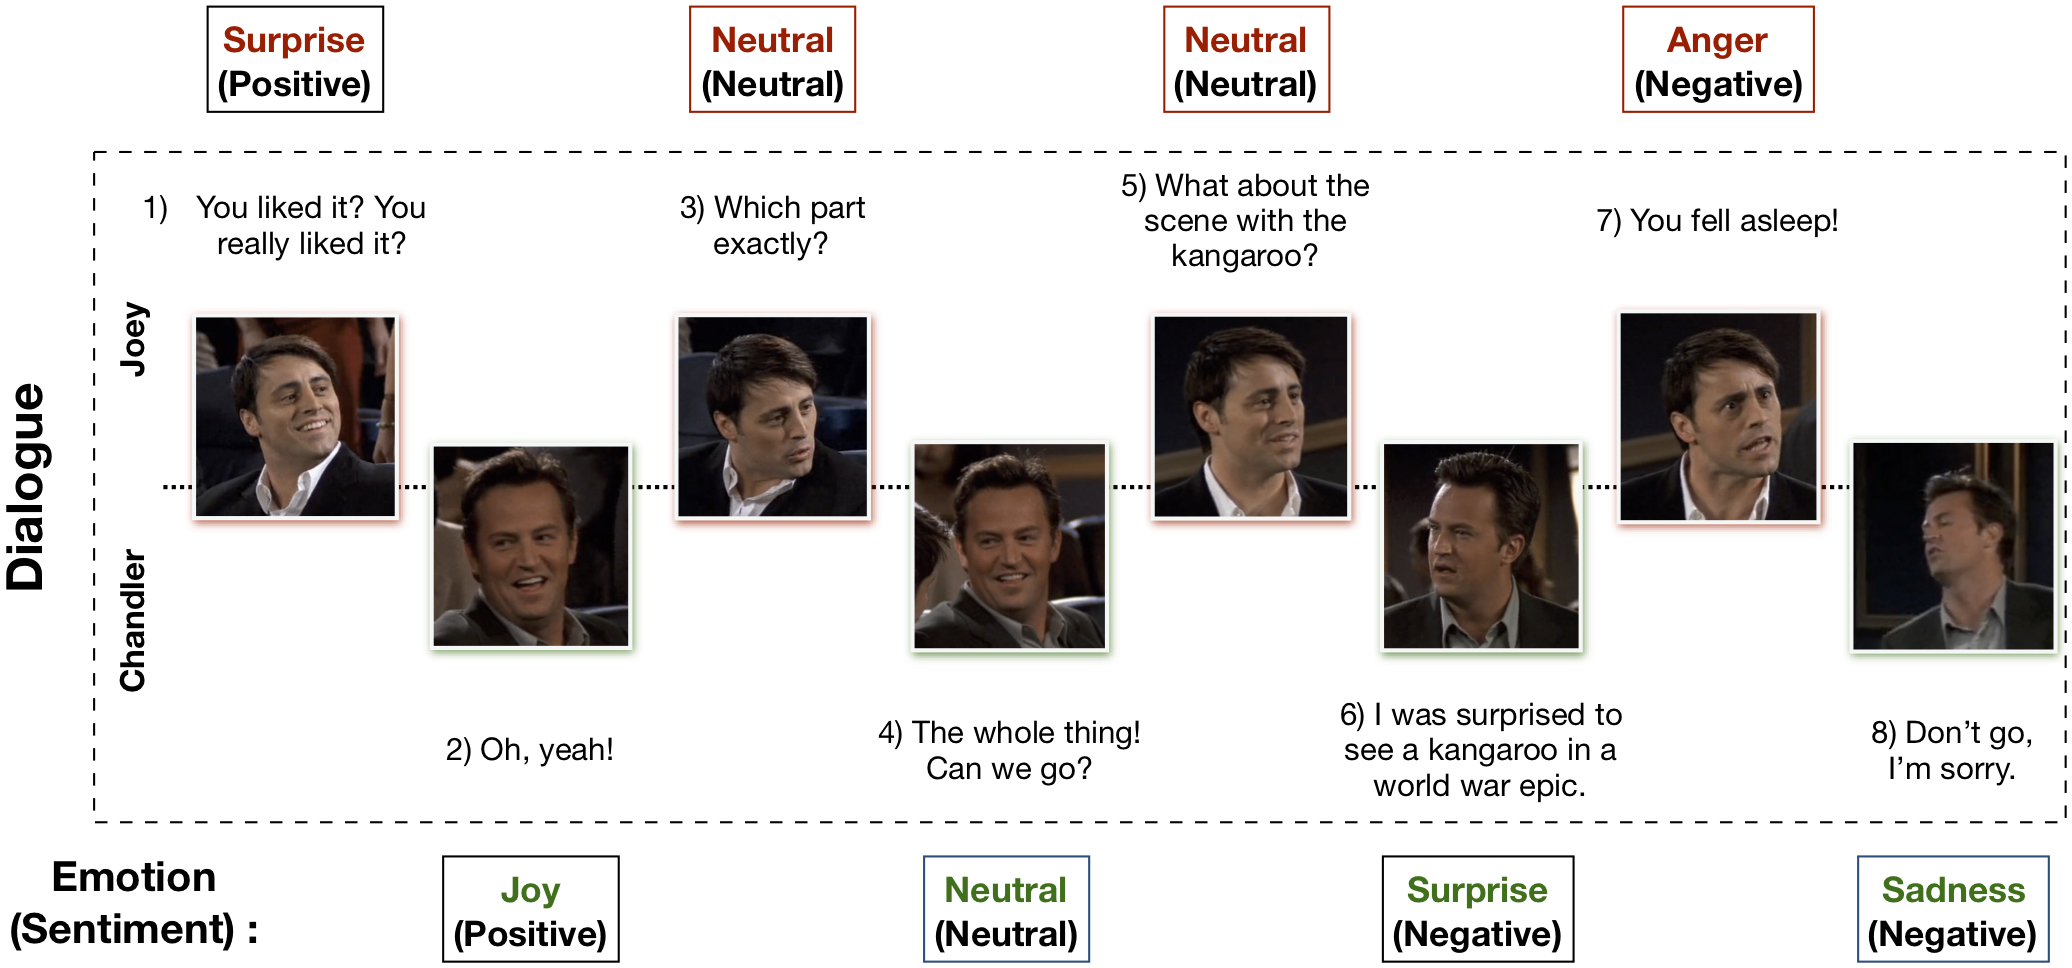 Surprise
(Positive)
Neutral
(Neutral)
Neutral
(Neutral)
Anger
(Negative)
Dialogue
Joey
Chandler
1) You liked it? You
really liked it?
2) Oh, yeah!
3) Which part
exactly?
4) The whole thing!
Can we go?
5) What about the
scene with the
kangaroo?
6) I was surprised to
see a kangaroo in a
world war epic.
7) You fell asleep!
8) Don’t go,
I’m sorry.
Emotion
(Sentiment) :
Joy
(Positive)
Neutral
(Neutral)
Surprise
(Negative)
Sadness
(Negative)